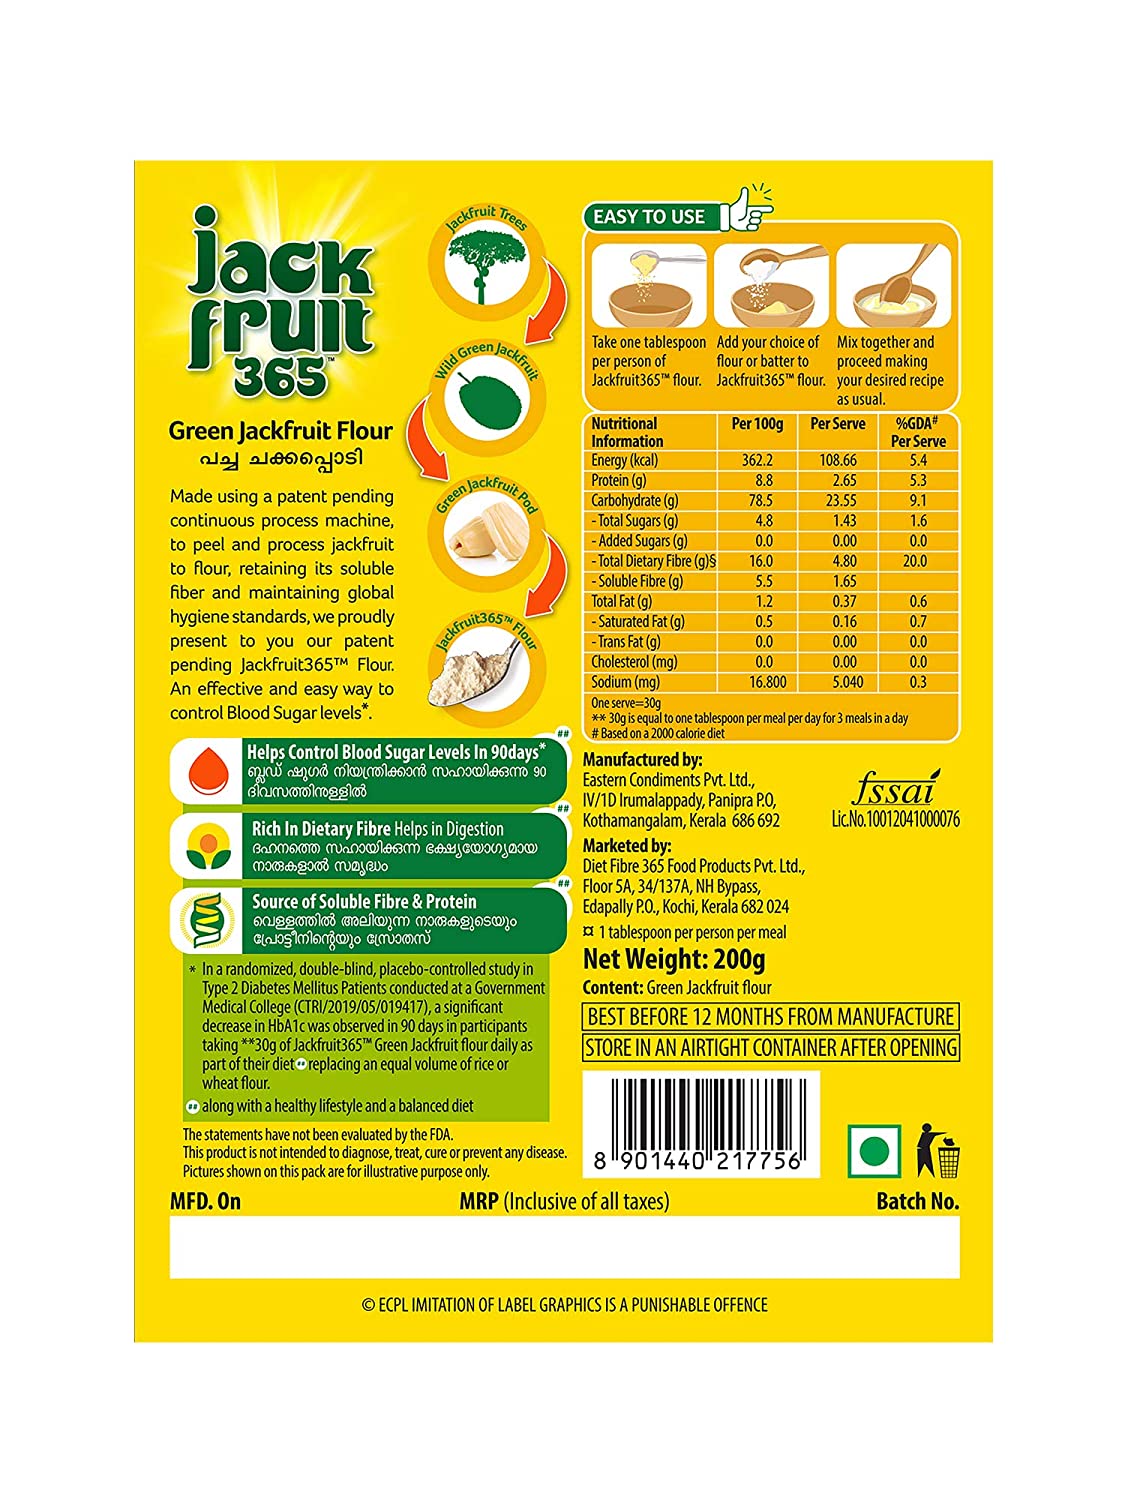 jack
fruit
365™
Green Jackfruit Flour
പച്ച ചക്കപ്പൊടി
Made using a patent pending
continuous process machine,
to peel and process jackfruit
to flour, retaining its soluble
fiber and maintaining global
hygiene standards, we proudly
present to you our patent
pending Jackfruit365™ Flour.
An effective and easy way to
control Blood Sugar levels*.
Jackfruit Trees
Wild Green Jackfruit
Green Jackfruit Pod
Jackfruit365™ Flour
EASY TO USE
Take one tablespoon
per person of
Jackfruit365™ flour.
Add your choice of
flour or batter to
Jackfruit365™ flour.
Mix together and
proceed making
your desired recipe
as usual.
Nutritional Information Per 100g Per Serve %GDA# Per Serve
Energy (kcal) 362.2 108.66 5.4
Protein (g) 8.8 2.65 5.3
Carbohydrate (g) 78.5 23.55 9.1
- Total Sugars (g) 4.8 1.43 1.6
- Added Sugars (g) 0.0 0.00 0.0
- Total Dietary Fibre (g)§ 16.0 4.80 20.0
- Soluble Fibre (g) 5.5 1.65
Total Fat (g) 1.2 0.37 0.6
- Saturated Fat (g) 0.5 0.16 0.7
- Trans Fat (g) 0.0 0.00 0.0
Cholesterol (mg) 0.0 0.00 0.0
Sodium (mg) 16.800 5.040 0.3
One serve=30g
** 30g is equal to one tablespoon per meal per day for 3 meals in a day
# Based on a 2000 calorie diet
##
Helps Control Blood Sugar Levels In 90days*
ബ്ലഡ് ഷുഗർ നിയന്ത്രിക്കാൻ സഹായിക്കുന്നു 90
ദിവസത്തിനുള്ളിൽ
##
Rich In Dietary Fibre Helps in Digestion
ദഹനത്തെ സഹായിക്കുന്ന ഭക്ഷ്യയോഗ്യമായ
നാരുകളാൽ സമൃദ്ധം
##
Source of Soluble Fibre & Protein
വെള്ളത്തിൽ അലിയുന്ന നാരുകളുടെയും
പ്രോട്ടീനിന്റെയും സ്രോതസ്
* In a randomized, double-blind, placebo-controlled study in
Type 2 Diabetes Mellitus Patients conducted at a Government
Medical College (CTRI/2019/05/019417), a significant
decrease in HbA1c was observed in 90 days in participants
taking **30g of Jackfruit365™ Green Jackfruit flour daily as
part of their diet ## replacing an equal volume of rice or
wheat flour.
## along with a healthy lifestyle and a balanced diet
The statements have not been evaluated by the FDA.
This product is not intended to diagnose, treat, cure or prevent any disease.
Pictures shown on this pack are for illustrative purpose only.
Manufactured by:
Eastern Condiments Pvt. Ltd.,
IV/1D Irumalappady, Panipra P.O,
Kothamangalam, Kerala 686 692
fssai
Lic.No.10012041000076
Marketed by:
Diet Fibre 365 Food Products Pvt. Ltd.,
Floor 5A, 34/137A, NH Bypass,
Edapally P.O., Kochi, Kerala 682 024
¤ 1 tablespoon per person per meal
Net Weight: 200g
Content: Green Jackfruit flour
BEST BEFORE 12 MONTHS FROM MANUFACTURE
STORE IN AN AIRTIGHT CONTAINER AFTER OPENING
8 901440 217756
MFD. On MRP (Inclusive of all taxes) Batch No.
© ECPL IMITATION OF LABEL GRAPHICS IS A PUNISHABLE OFFENCE